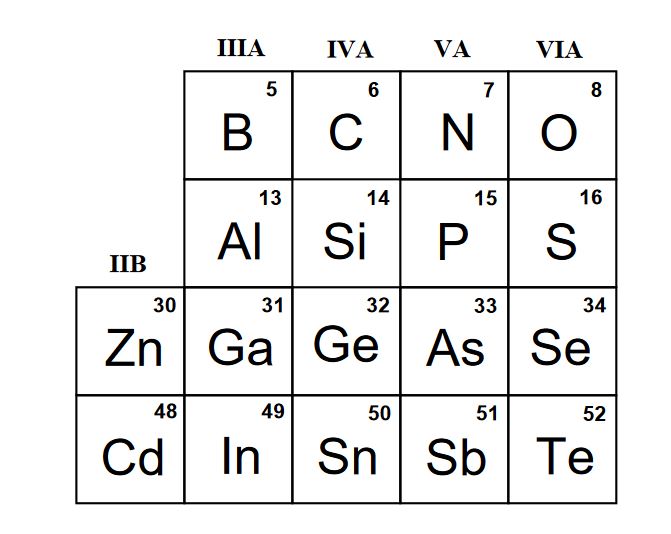 IIIA IVA VA VIA
5 6 7 8
B C N O
13 14 15 16
Al Si P S
IIB
30 31 32 33 34
Zn Ga Ge As Se
48 49 50 51 52
Cd In Sn Sb Te